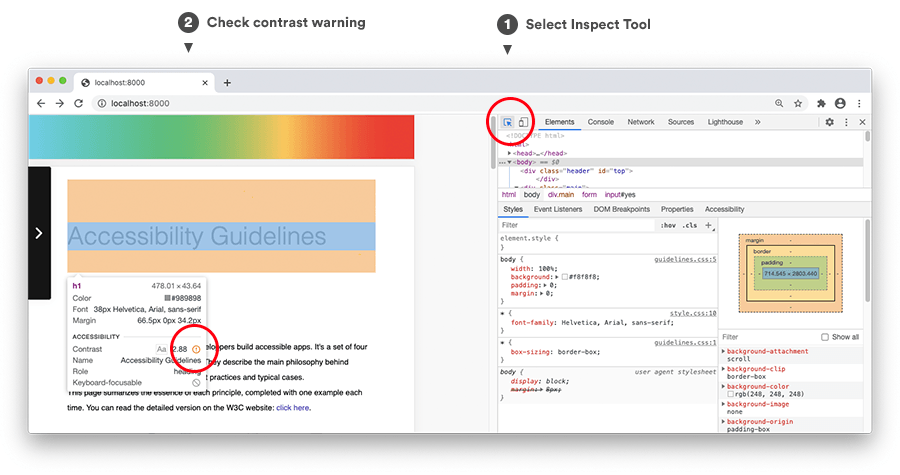 2 Check contrast warning
1 Select Inspect Tool
localhost:8000
localhost:8000
Elements Console Network Sources Lighthouse »
<!DOCTYPE html>
<html>
<head>…</head>
<body> == $0
<div class="header" id="top">
</div>
<div class="main">
html body div.main form input#yes
Styles Event Listeners DOM Breakpoints Properties Accessibility
Filter :hov .cls +
element.style {
}
body { guidelines.css:5
width: 100%;
background: #f8f8f8;
padding: 0;
margin: 0;
}
* { style.css:10
font-family: Helvetica, Arial, sans-serif;
}
* { guidelines.css:1
box-sizing: border-box;
}
body { user agent stylesheet
display: block;
margin: 8px;
}
margin -
border -
padding -
714.545 × 2803.440
-
-
-
Filter Show all
background-attachment
scroll
background-clip
border-box
background-color
rgb(248, 248, 248)
background-image
none
background-origin
padding-box
Accessibility Guidelines
h1 478.01 × 43.64
Color #989898
Font 38px Helvetica, Arial, sans-serif
Margin 66.5px 0px 34.2px
ACCESSIBILITY
Contrast Aa 2.88
Name Accessibility Guidelines
Role heading
Keyboard-focusable
elopers build accessible apps. It's a set of four
They describe the main philosophy behind
t practices and typical cases.
This page sumarizes the essence of each principle, completed with one example each
time. You can read the detailed version on the W3C website: click here.